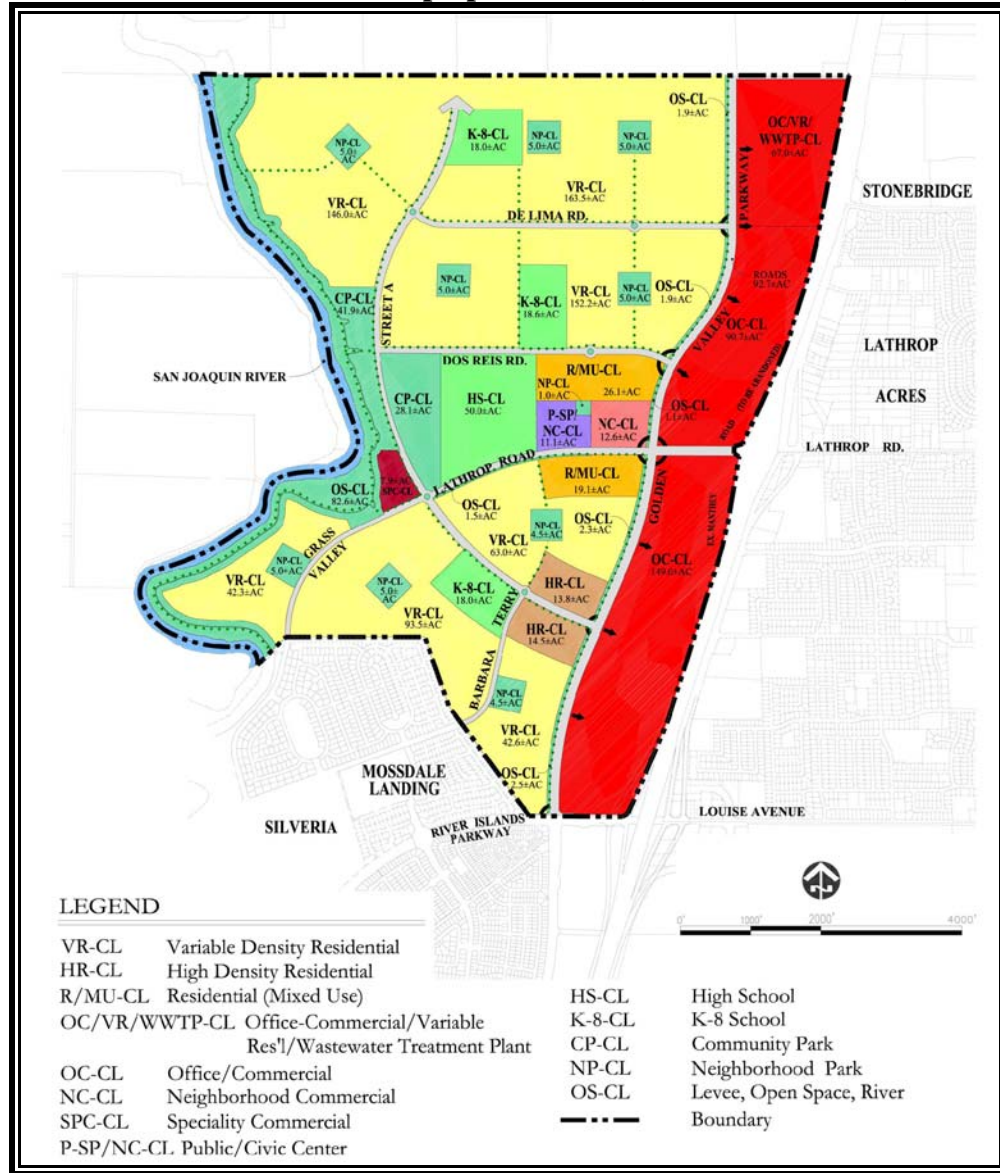 OS-CL
1.9±AC
OC/VR/
WWTP-CL
67.0±AC
K-8-CL
18.0±AC
NP-CL
5.0±
AC
NP-CL
5.0±AC
NP-CL
5.0±AC
PARKWAY
STONEBRIDGE
VR-CL
146.0±AC
VR-CL
163.5±AC
DE LIMA RD.
STREET A
NP-CL
5.0±AC
K-8-CL
18.6±AC
VR-CL
152.2±AC
NP-CL
5.0±AC
OS-CL
1.9±AC
ROADS
92.7±AC
VALLEY
OC-CL
90.7±AC
CP-CL
41.9±AC
LATHROP
ACRES
SAN JOAQUIN RIVER
DOS REIS RD.
R/MU-CL
26.1±AC
NP-CL
1.0±AC
CP-CL
28.1±AC
HS-CL
50.0±AC
P-SP/
NC-CL
11.1±AC
NC-CL
12.6±AC
OS-CL
1.1±AC
ROAD (TO BE ABANDONED)
LATHROP RD.
LATHROP ROAD
R/MU-CL
19.1±AC
GOLDEN
SPC-CL
OS-CL
82.6±AC
OS-CL
1.5±AC
NP-CL
4.5±AC
OS-CL
2.3±AC
EX. MANTHEY
GRASS
VALLEY
VR-CL
63.0±AC
OC-CL
149.0±AC
NP-CL
5.0±AC
VR-CL
42.3±AC
NP-CL
5.0±
AC
K-8-CL
18.0±AC
HR-CL
13.8±AC
VR-CL
93.5±AC
BARBARA TERRY
HR-CL
14.5±AC
NP-CL
4.5±AC
VR-CL
42.6±AC
OS-CL
2.5±AC
MOSSDALE
LANDING
SILVERIA
RIVER ISLANDS
PARKWAY
LOUISE AVENUE
0' 1000' 2000' 4000'
LEGEND
VR-CL Variable Density Residential
HR-CL High Density Residential
R/MU-CL Residential (Mixed Use)
OC/VR/WWTP-CL Office-Commercial/Variable
Res'l/Wastewater Treatment Plant
OC-CL Office/Commercial
NC-CL Neighborhood Commercial
SPC-CL Speciality Commercial
P-SP/NC-CL Public/Civic Center
HS-CL High School
K-8-CL K-8 School
CP-CL Community Park
NP-CL Neighborhood Park
OS-CL Levee, Open Space, River
Boundary